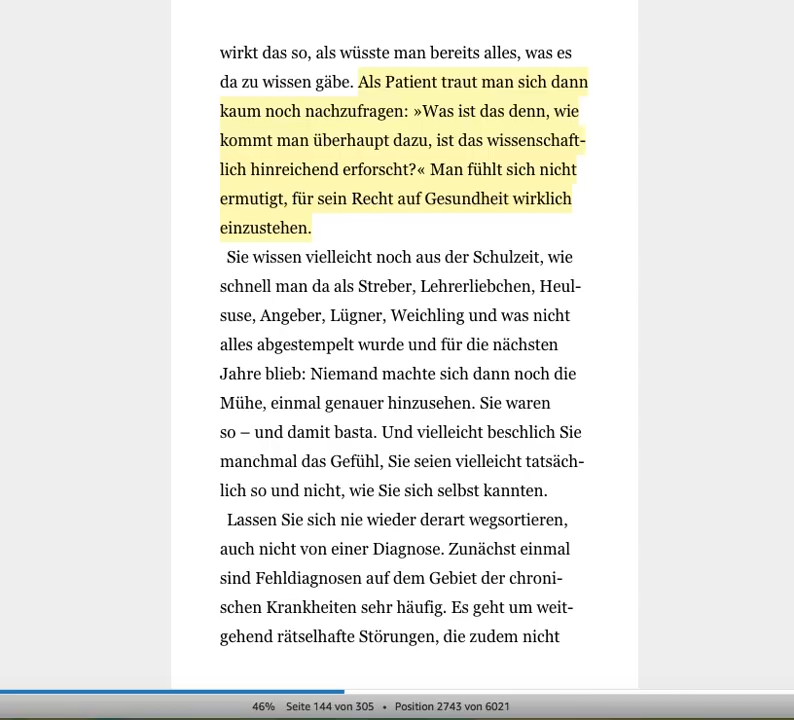 wirkt das so, als wüsste man bereits alles, was es
da zu wissen gäbe. Als Patient traut man sich dann
kaum noch nachzufragen: »Was ist das denn, wie
kommt man überhaupt dazu, ist das wissenschaft-
lich hinreichend erforscht?« Man fühlt sich nicht
ermutigt, für sein Recht auf Gesundheit wirklich
einzustehen.
Sie wissen vielleicht noch aus der Schulzeit, wie
schnell man da als Streber, Lehrerliebchen, Heul-
suse, Angeber, Lügner, Weichling und was nicht
alles abgestempelt wurde und für die nächsten
Jahre blieb: Niemand machte sich dann noch die
Mühe, einmal genauer hinzusehen. Sie waren
so – und damit basta. Und vielleicht beschlich Sie
manchmal das Gefühl, Sie seien vielleicht tatsäch-
lich so und nicht, wie Sie sich selbst kannten.
Lassen Sie sich nie wieder derart wegsortieren,
auch nicht von einer Diagnose. Zunächst einmal
sind Fehldiagnosen auf dem Gebiet der chroni-
schen Krankheiten sehr häufig. Es geht um weit-
gehend rätselhafte Störungen, die zudem nicht
46% Seite 144 von 305 • Position 2743 von 6021